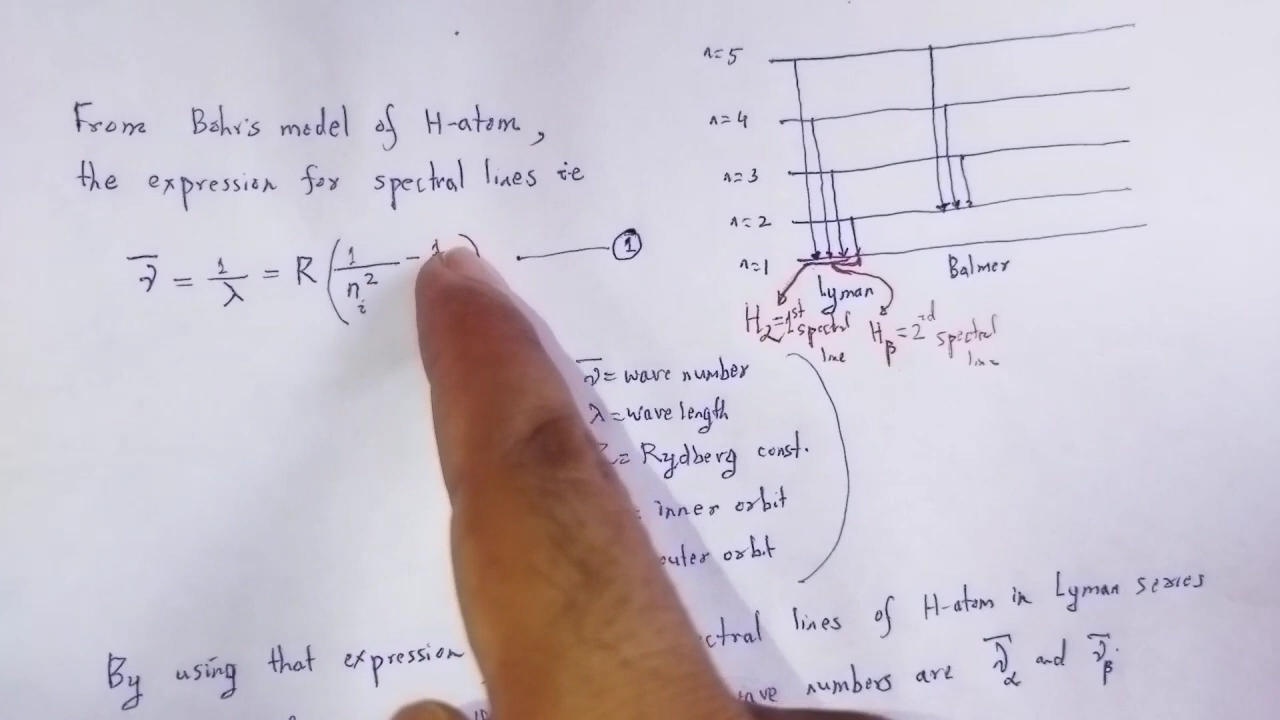 From Bohr's model of H-atom,
the expression for spectral lines ie
ν̅ = 1/λ = R(1/nᵢ² - 1 ) ①
n=5
n=4
n=3
n=2
n=1
Lyman
Balmer
Hα=1st spectral line
Hβ=2nd spectral line
ν̅ = wave number
λ = wave length
= Rydberg const.
= inner orbit
outer orbit
By using that expression lines of H-atom in Lyman series
numbers are ν̅α and ν̅β.